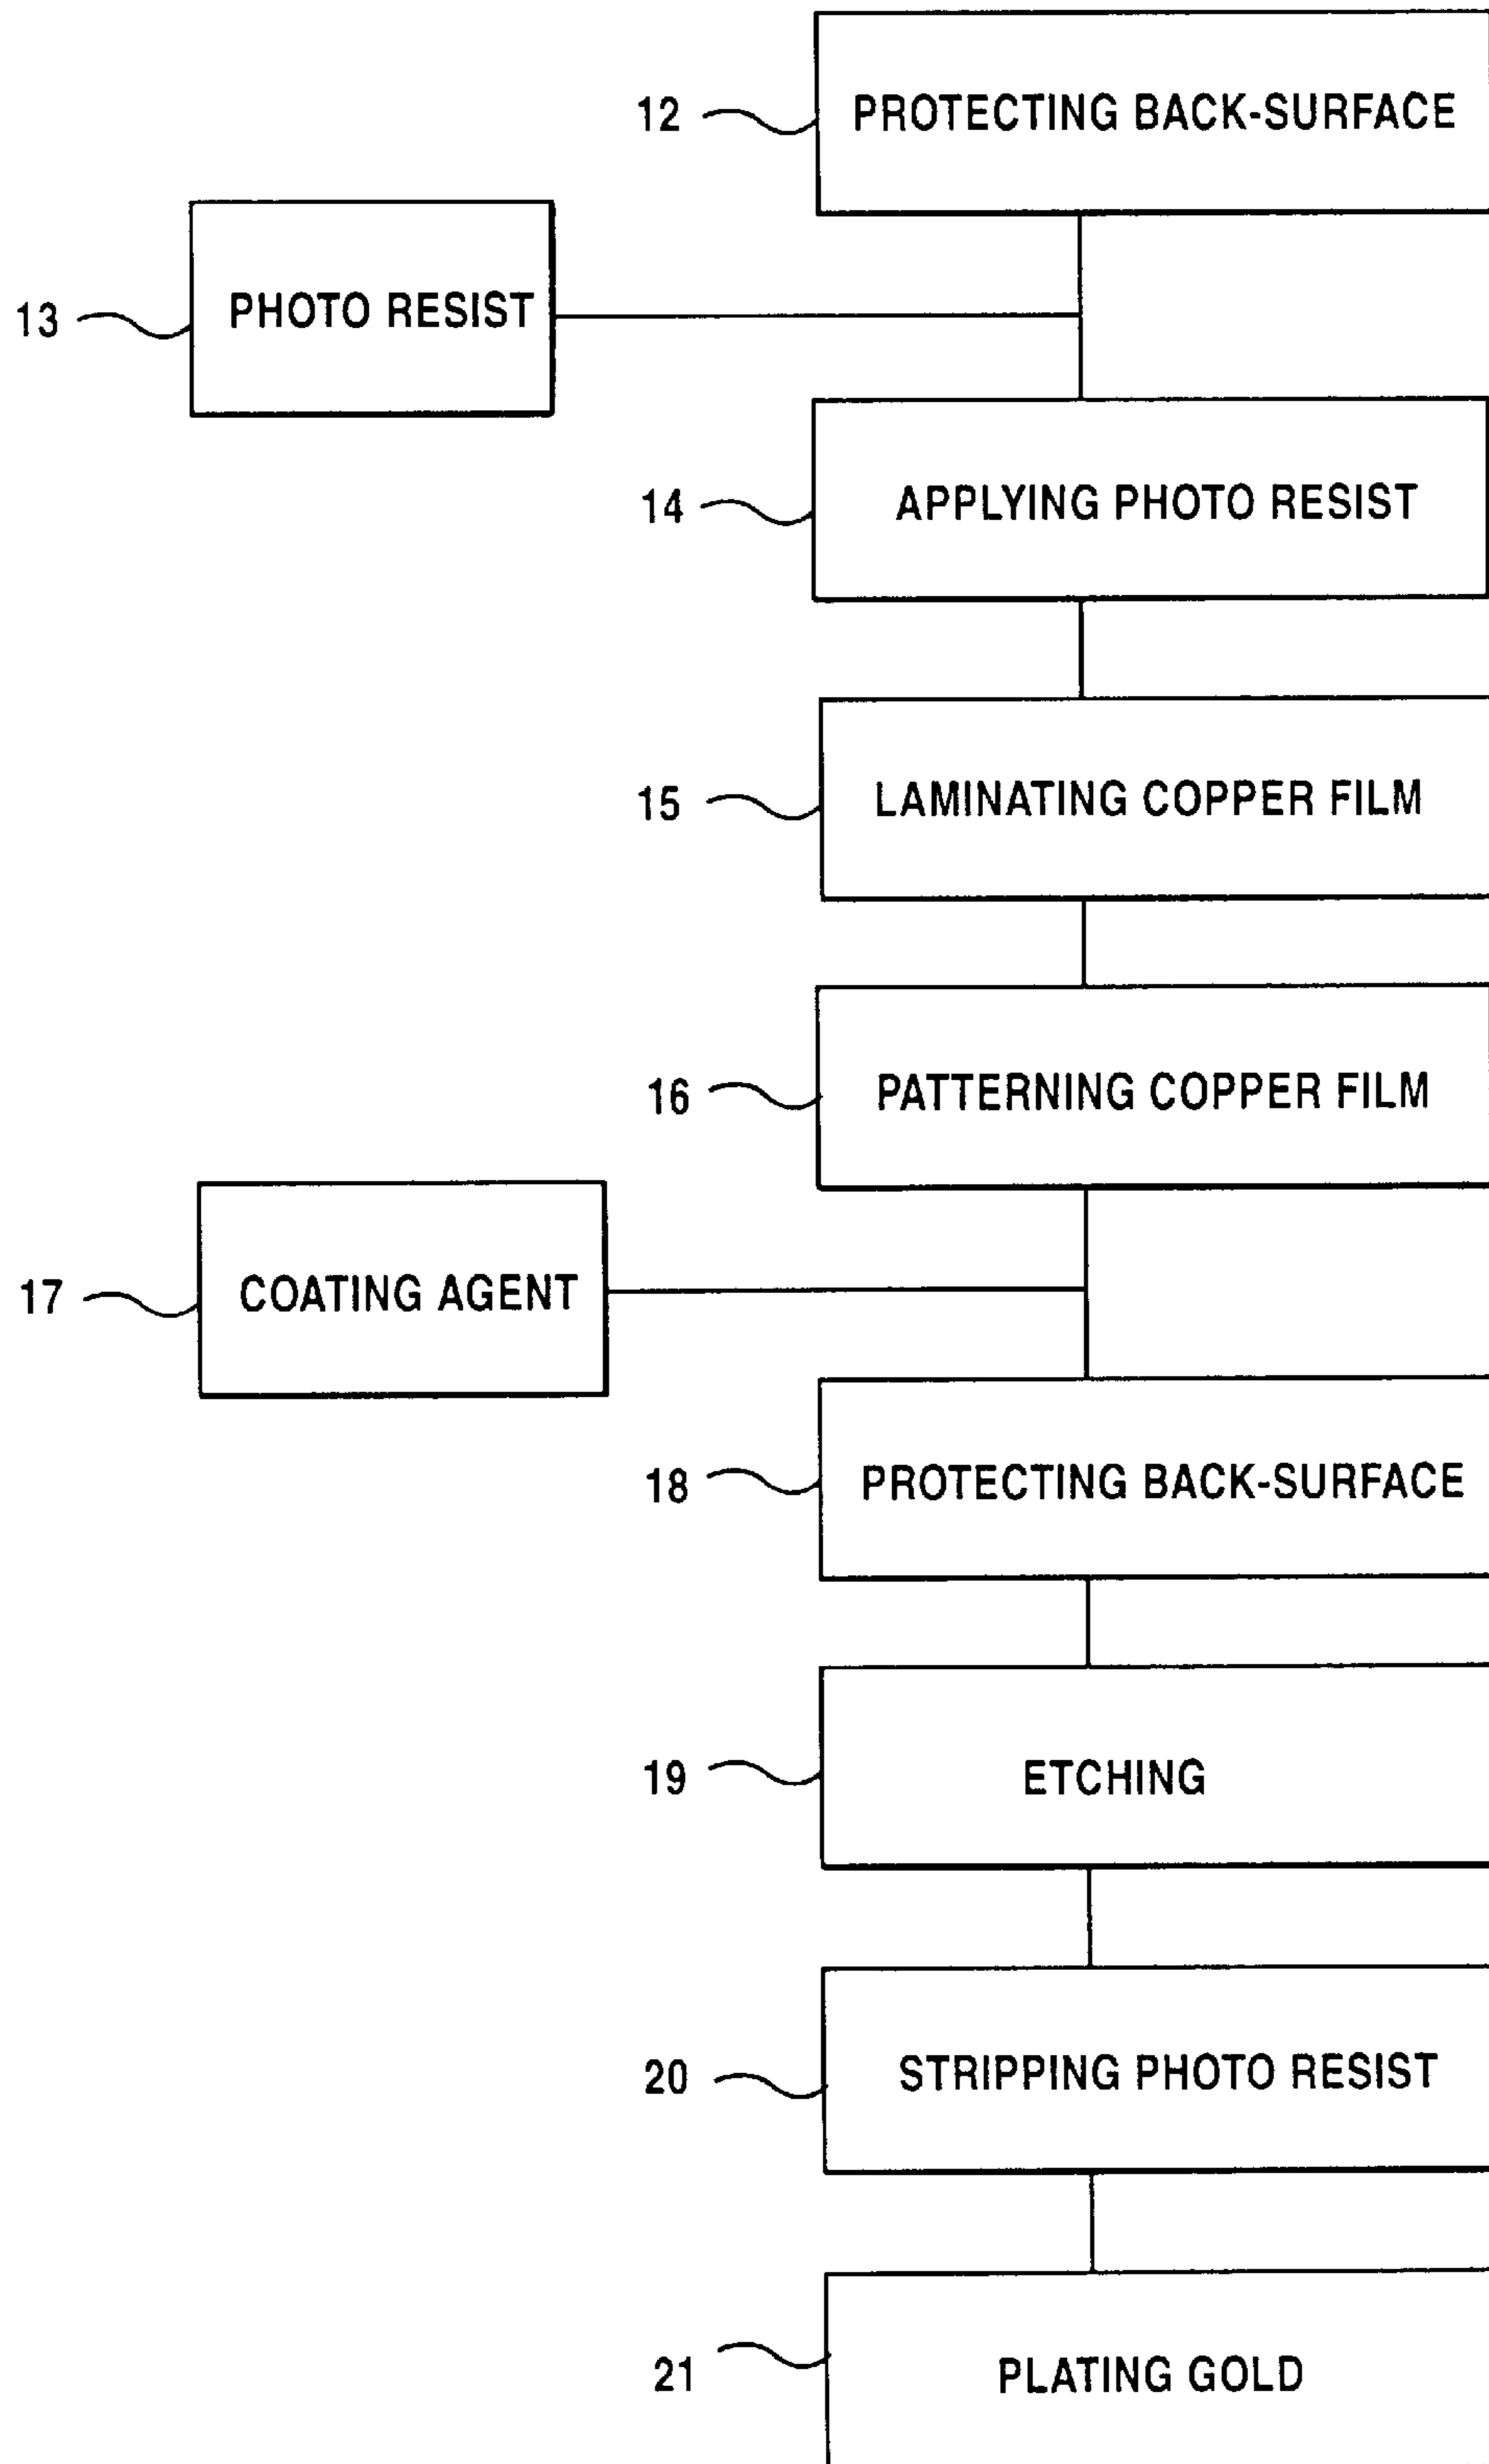 12 PROTECTING BACK-SURFACE
13 PHOTO RESIST
14 APPLYING PHOTO RESIST
15 LAMINATING COPPER FILM
16 PATTERNING COPPER FILM
17 COATING AGENT
18 PROTECTING BACK-SURFACE
19 ETCHING
20 STRIPPING PHOTO RESIST
21 PLATING GOLD